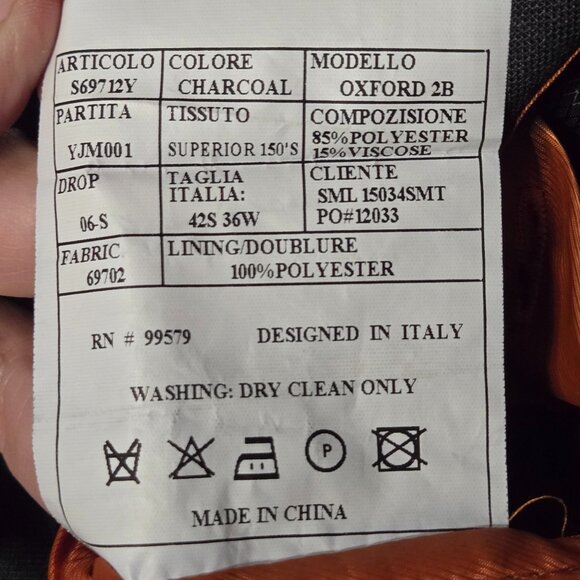 ARTICOLO COLORE MODELLO
S69712Y CHARCOAL OXFORD 2B
PARTITA TISSUTO COMPOZISIONE
85%POLYESTER
YJM001 SUPERIOR 150'S 15%VISCOSE
DROP TAGLIA CLIENTE
ITALIA: SML 15034SMT
06-S 42S 36W PO#12033
FABRIC LINING/DOUBLURE
69702 100%POLYESTER
RN # 99579 DESIGNED IN ITALY
WASHING: DRY CLEAN ONLY
P
MADE IN CHINA